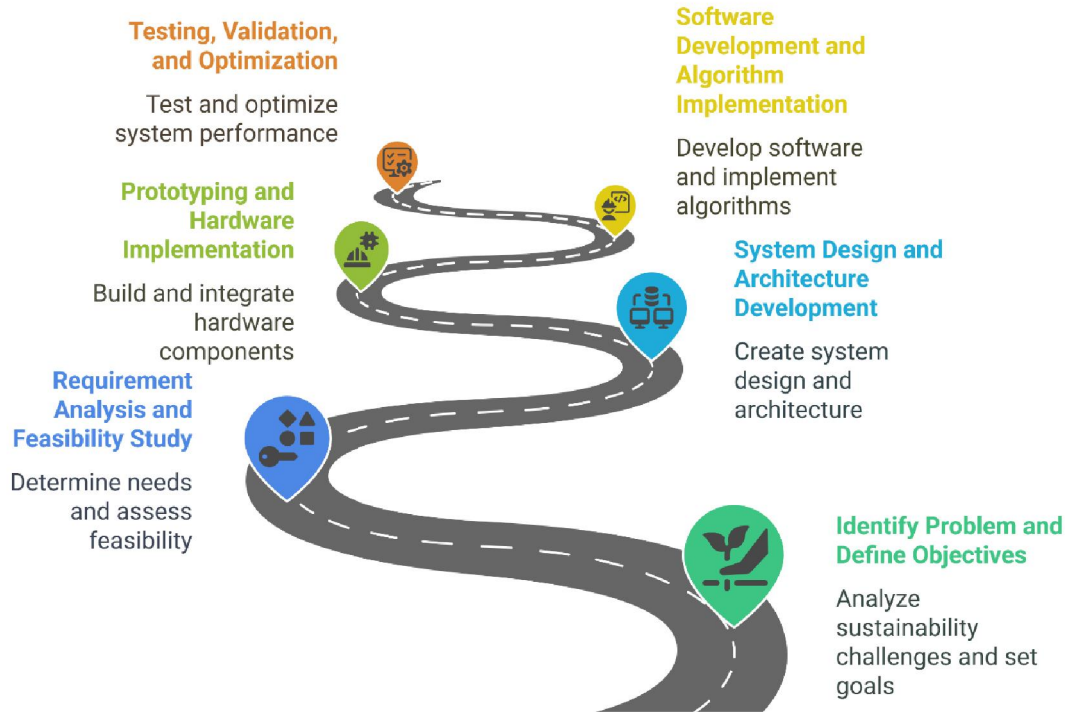 Testing, Validation,
and Optimization
Test and optimize
system performance
Software
Development and
Algorithm
Implementation
Develop software
and implement
algorithms
Prototyping and
Hardware
Implementation
Build and integrate
hardware
components
System Design and
Architecture
Development
Create system
design and
architecture
Requirement
Analysis and
Feasibility Study
Determine needs
and assess
feasibility
Identify Problem and
Define Objectives
Analyze
sustainability
challenges and set
goals